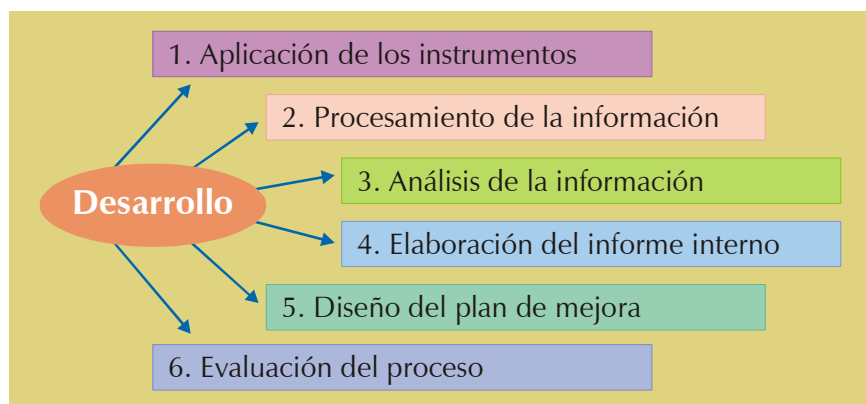 1. Aplicación de los instrumentos
2. Procesamiento de la información
3. Análisis de la información
Desarrollo
4. Elaboración del informe interno
5. Diseño del plan de mejora
6. Evaluación del proceso